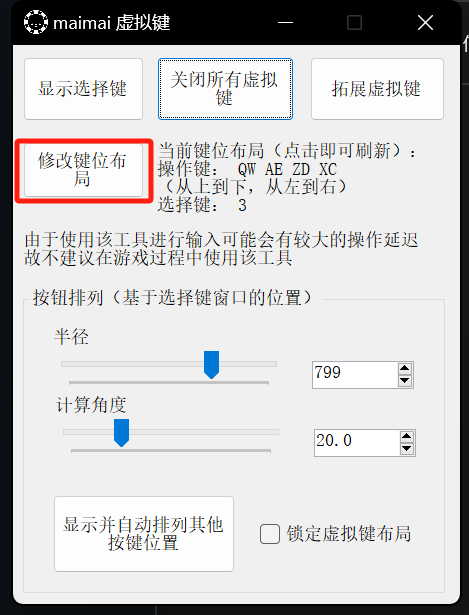 maimai 虚拟键
显示选择键
关闭所有虚拟
键
拓展虚拟键
修改键位布
局
当前键位布局（点击即可刷新）：
操作键： QW AE ZD XC
（从上到下，从左到右）
选择键： 3
由于使用该工具进行输入可能会有较大的操作延迟
故不建议在游戏过程中使用该工具
按钮排列（基于选择键窗口的位置）
半径
799
计算角度
20.0
显示并自动排列其他
按键位置
锁定虚拟键布局